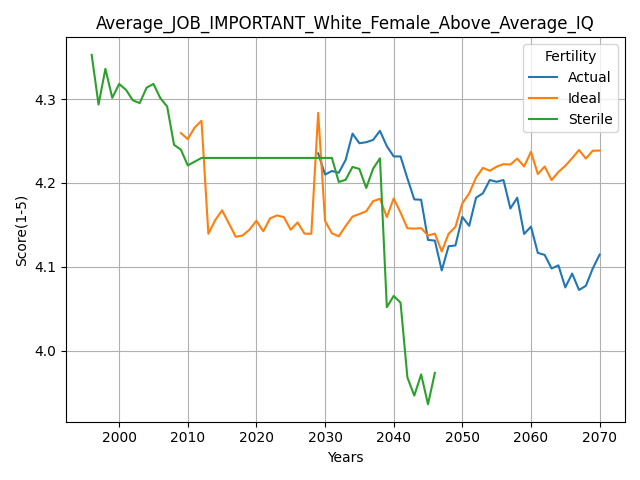 Average_JOB_IMPORTANT_White_Female_Above_Average_IQ
Fertility
Actual
Ideal
Sterile
Score(1-5)
4.3
4.2
4.1
4.0
2000 2010 2020 2030 2040 2050 2060 2070
Years